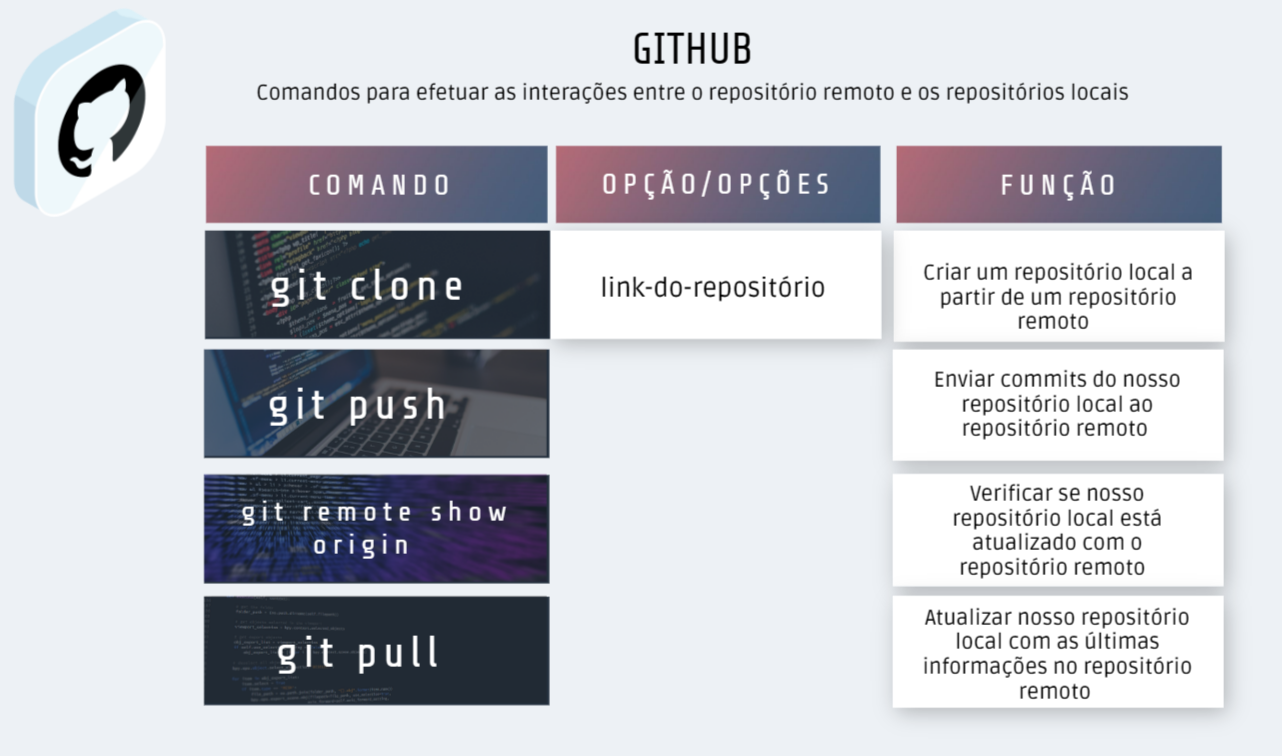 GITHUB
Comandos para efetuar as interações entre o repositório remoto e os repositórios locais
COMANDO
OPÇÃO/OPÇÕES
FUNÇÃO
git clone
link-do-repositório
Criar um repositório local a
partir de um repositório
remoto
git push
Enviar commits do nosso
repositório local ao
repositório remoto
git remote show
origin
Verificar se nosso
repositório local está
atualizado com o
repositório remoto
git pull
Atualizar nosso repositório
local com as últimas
informações no repositório
remoto